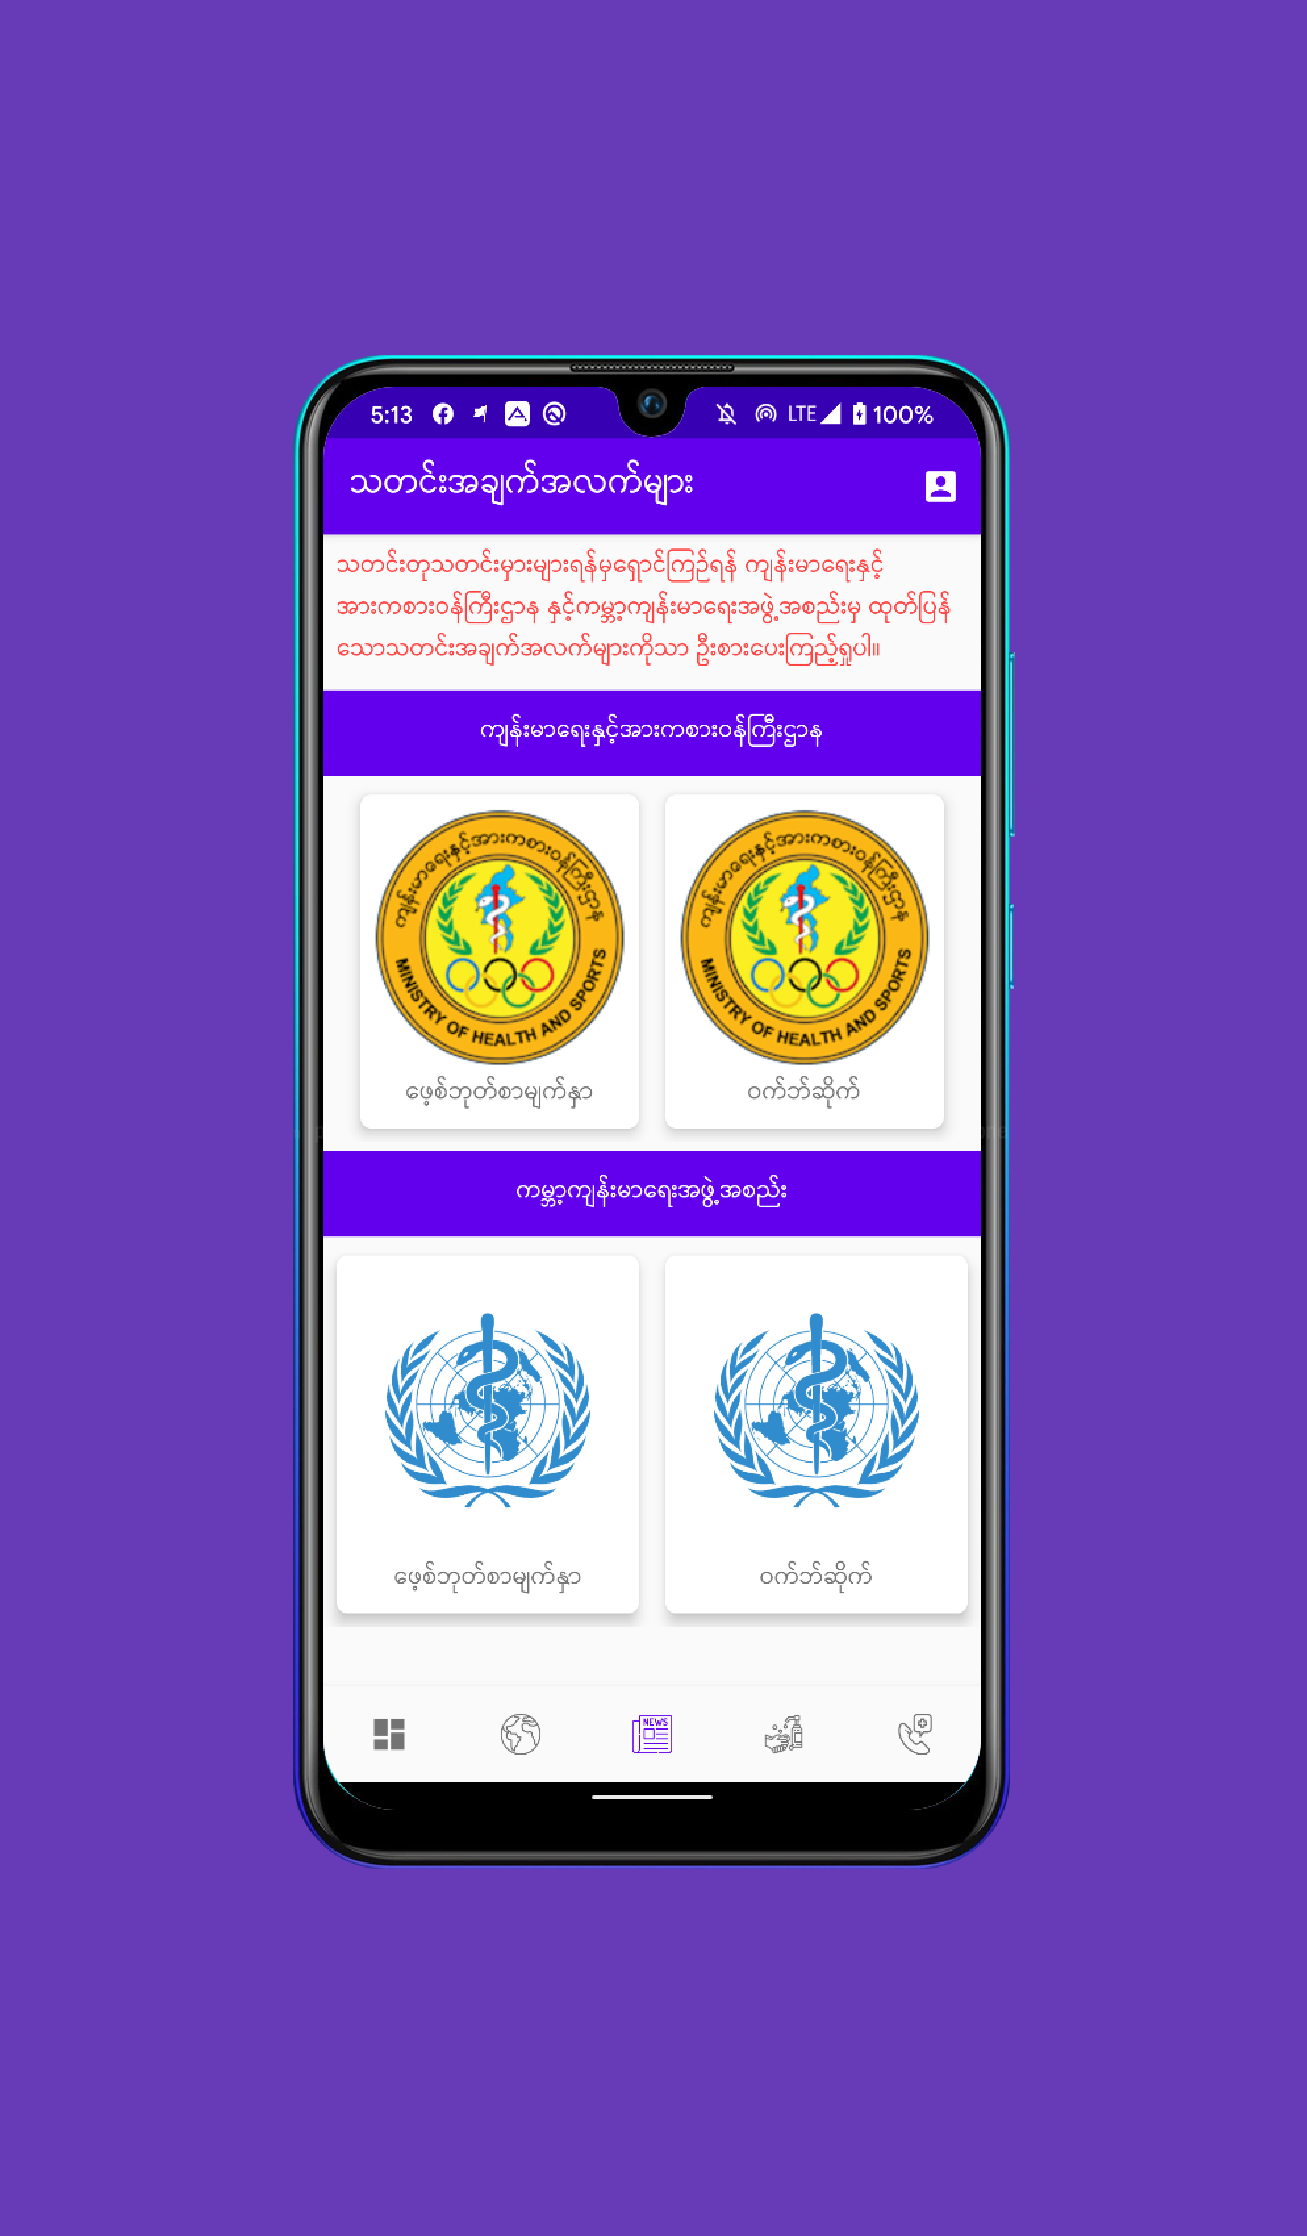 5:13 LTE 100%
သတင်းအချက်အလက်များ
သတင်းတုသတင်းမှားများရန်မှရှောင်ကြဉ်ရန် ကျန်းမာရေးနှင့်
အားကစားဝန်ကြီးဌာန နှင့်ကမ္ဘာ့ကျန်းမာရေးအဖွဲ့အစည်းမှ ထုတ်ပြန်
သောသတင်းအချက်အလက်များကိုသာ ဦးစားပေးကြည့်ရှုပါ။
ကျန်းမာရေးနှင့်အားကစားဝန်ကြီးဌာန
ကျန်းမာရေးနှင့်အားကစားဝန်ကြီးဌာန
MINISTRY OF HEALTH AND SPORTS
ဖေ့စ်ဘုတ်စာမျက်နှာ
ကျန်းမာရေးနှင့်အားကစားဝန်ကြီးဌာန
MINISTRY OF HEALTH AND SPORTS
ဝက်ဘ်ဆိုက်
ကမ္ဘာ့ကျန်းမာရေးအဖွဲ့အစည်း
ဖေ့စ်ဘုတ်စာမျက်နှာ
ဝက်ဘ်ဆိုက်
NEWS